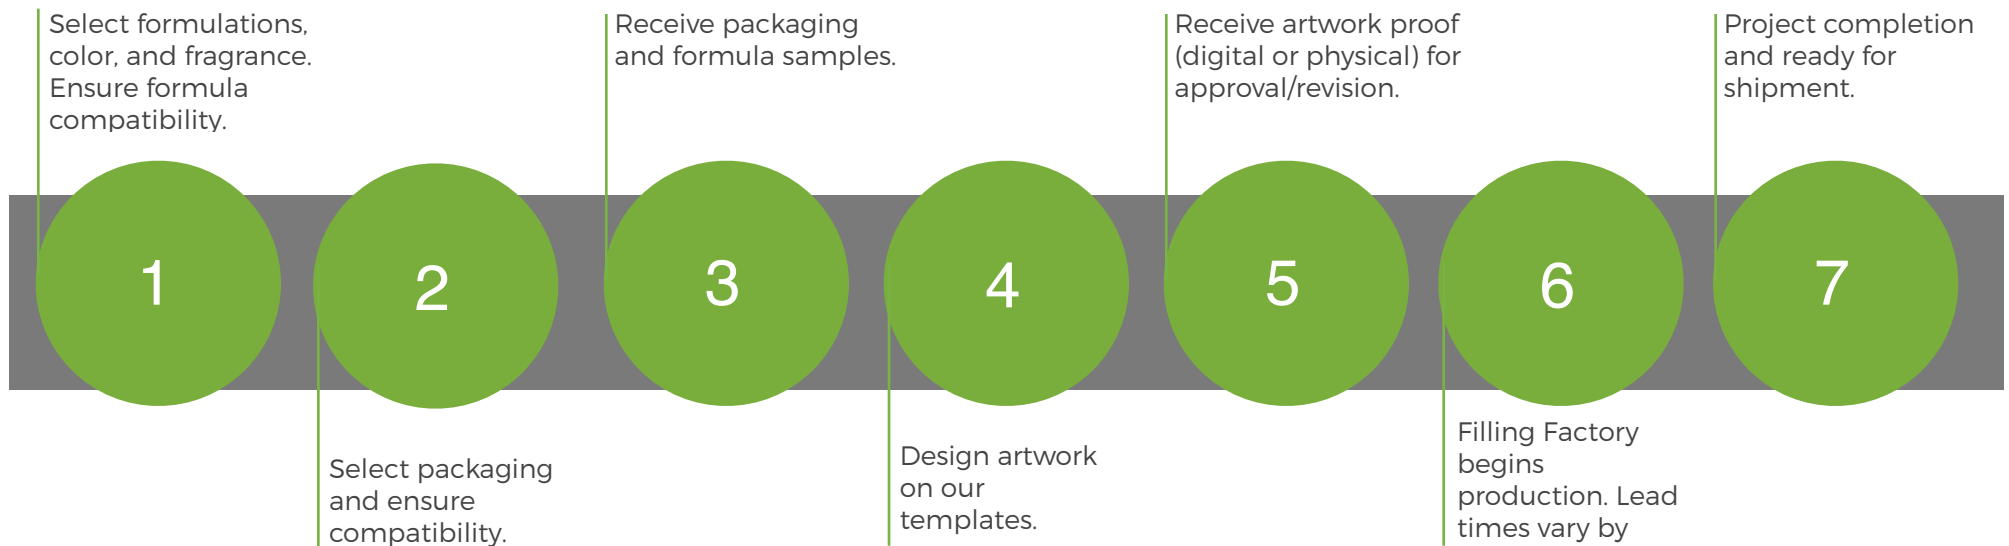 Select formulations,
color, and fragrance.
Ensure formula
compatibility.
Receive packaging
and formula samples.
Receive artwork proof
(digital or physical) for
approval/revision.
Project completion
and ready for
shipment.
1
2
3
4
5
6
7
Select packaging
and ensure
compatibility.
Design artwork
on our
templates.
Filling Factory
begins
production. Lead
times vary by